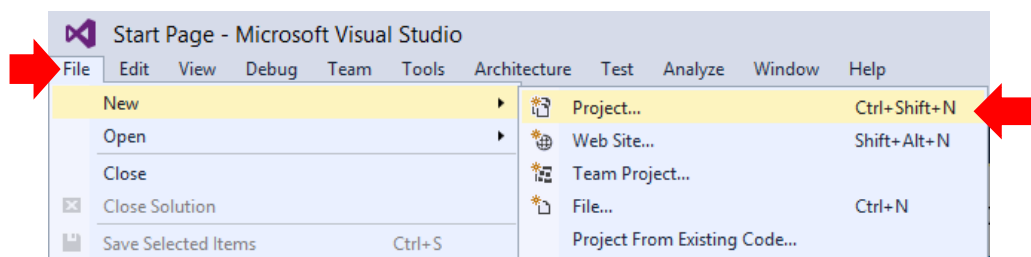 Start Page - Microsoft Visual Studio
File Edit View Debug Team Tools Architecture Test Analyze Window Help
New
Project... Ctrl+Shift+N
Open
Web Site... Shift+Alt+N
Close
Team Project...
Close Solution
File... Ctrl+N
Save Selected Items Ctrl+S
Project From Existing Code...